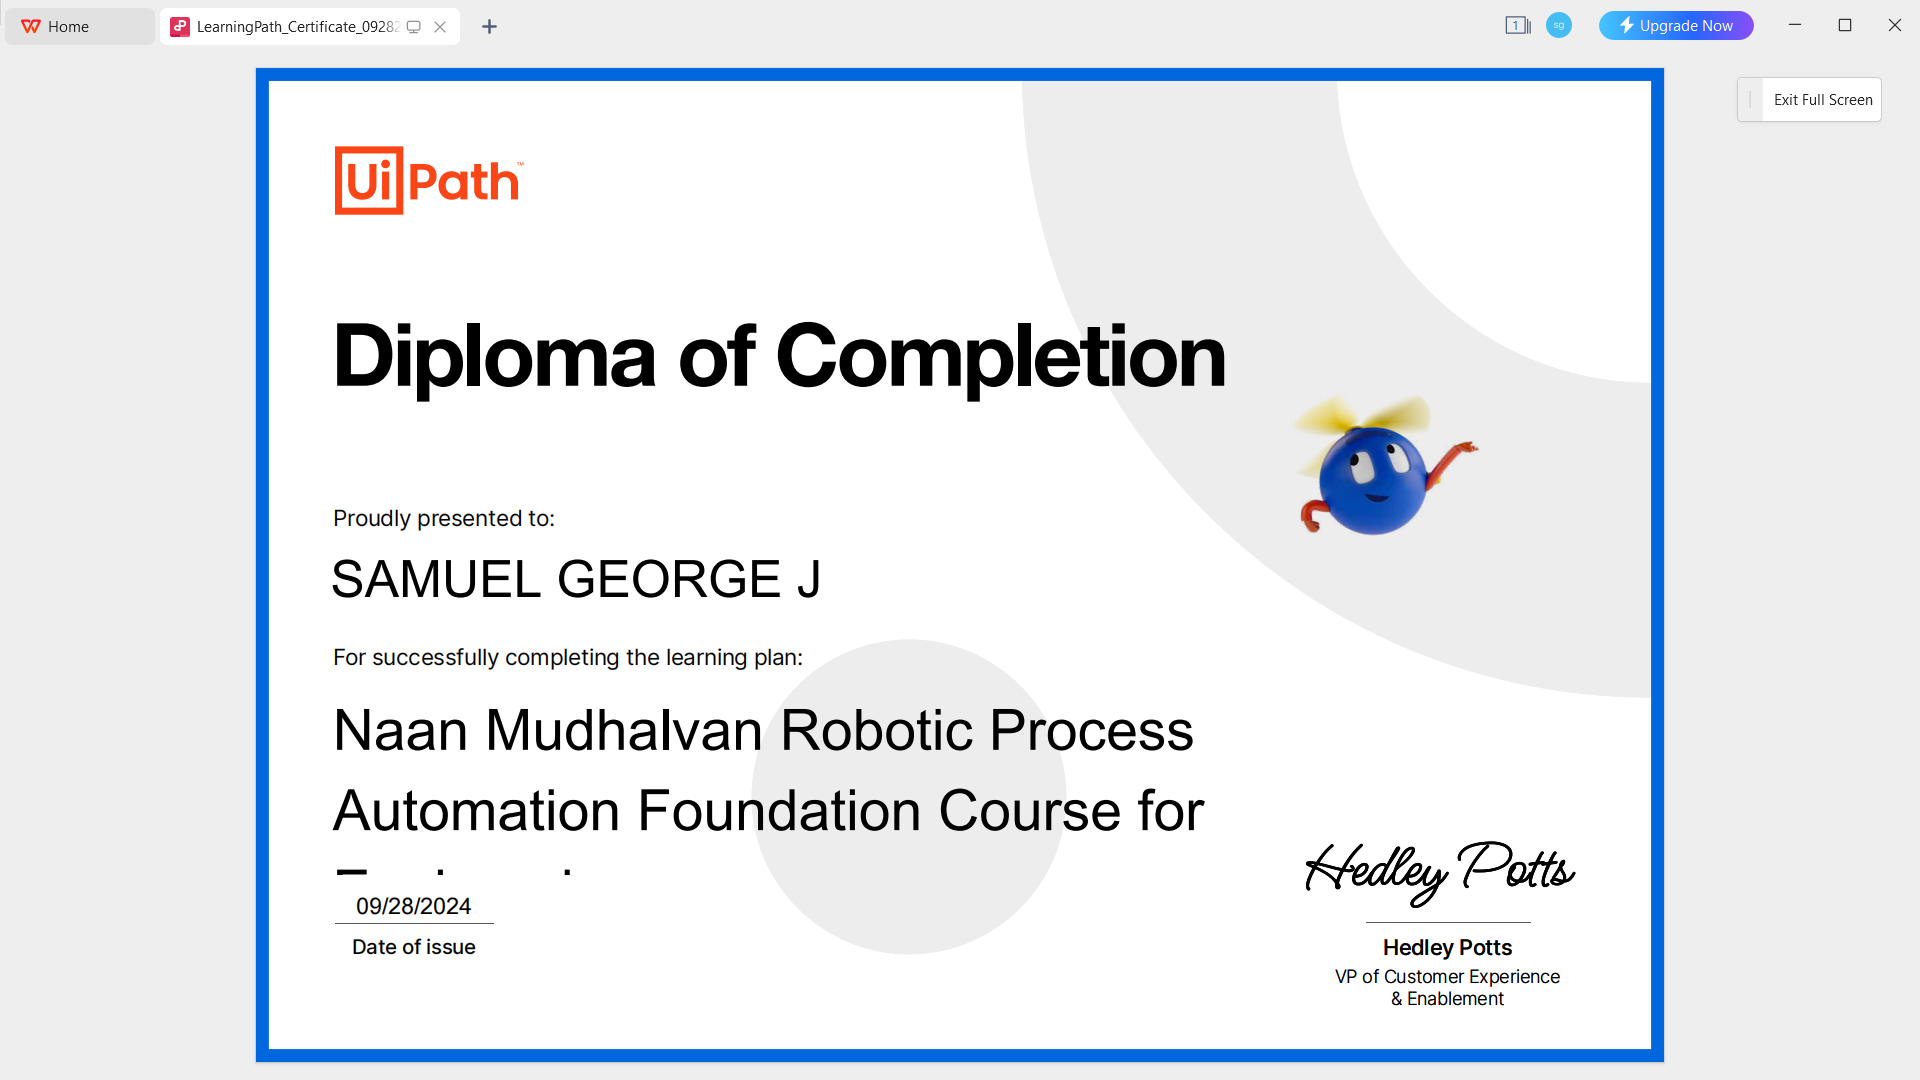 Home
LearningPath_Certificate_0928
1
sg
Upgrade Now
Exit Full Screen
UiPath™
Diploma of Completion
Proudly presented to:
SAMUEL GEORGE J
For successfully completing the learning plan:
Naan Mudhalvan Robotic Process
Automation Foundation Course for
09/28/2024
Date of issue
Hedley Potts
Hedley Potts
VP of Customer Experience
& Enablement